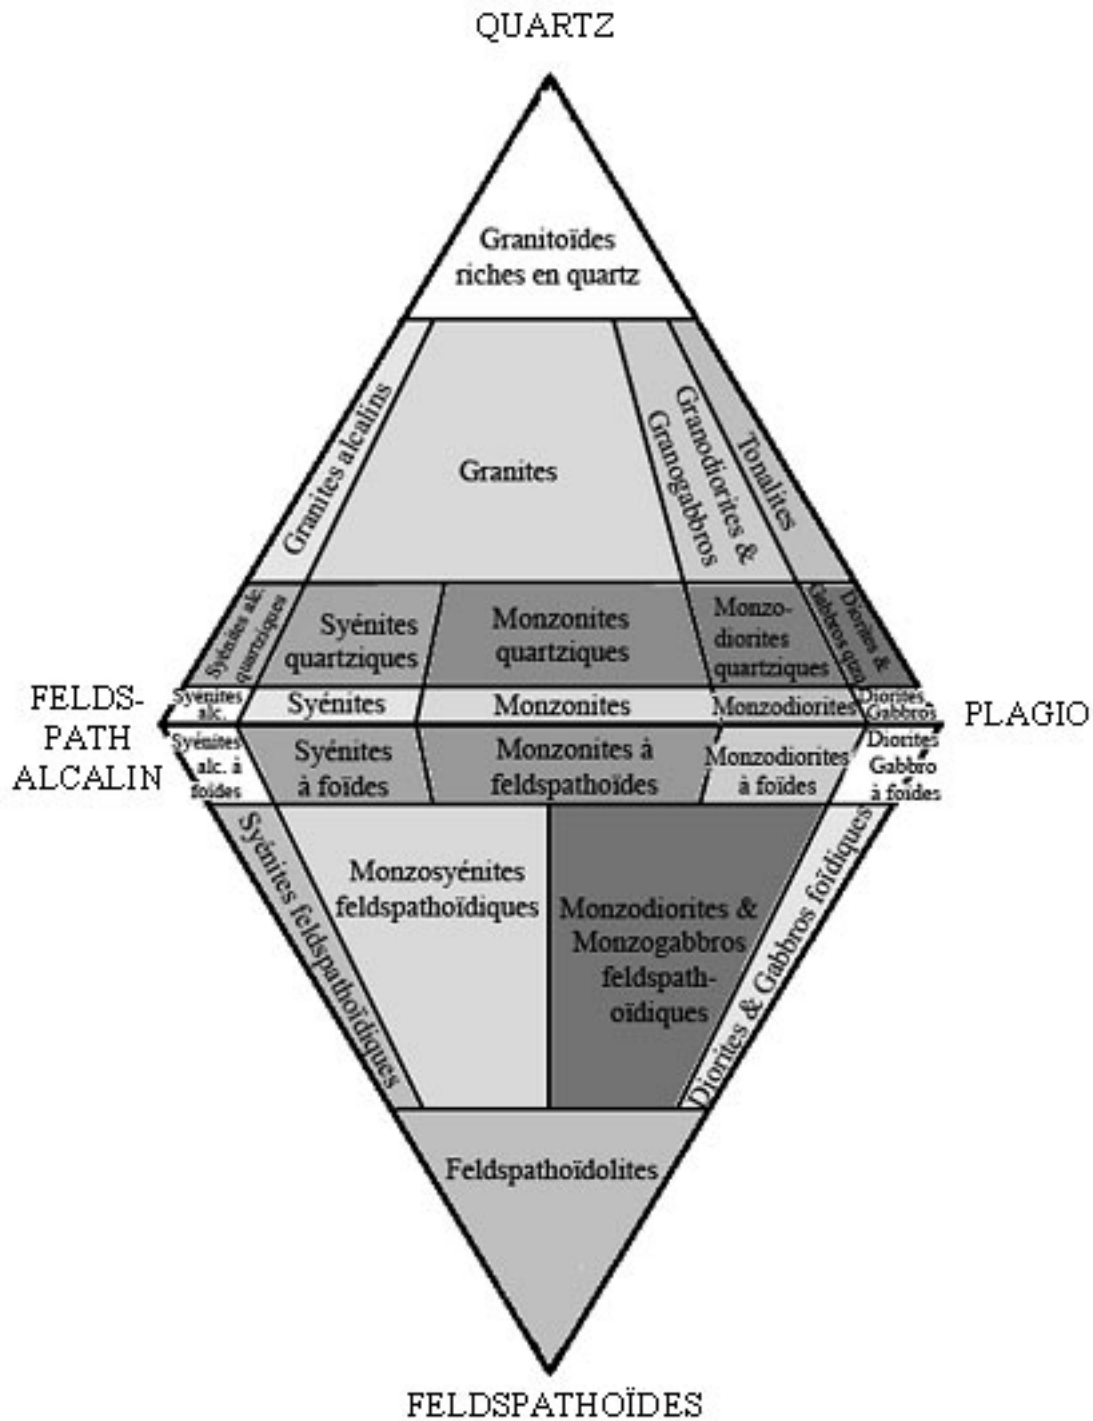 QUARTZ
Granitoïdes
riches en quartz
Granites alcalins
Granites
Granodiorites &
Granogabbros
Tonalites
Syénites alc.
quartziques
Syénites
quartziques
Monzonites
quartziques
Monzo-
diorites
quartziques
Diorites &
Gabbros qutz
FELDS-
PATH
ALCALIN
Syénites
alc.
Syénites
Monzonites
Monzodiorites
Diorites
Gabbros
PLAGIO
Syénites
alc. à
foïdes
Syénites
à foïdes
Monzonites à
feldspathoïdes
Monzodiorites
à foïdes
Diorites
Gabbro
à foïdes
Syénites feldspathoïdiques
Monzosyénites
feldspathoïdiques
Monzodiorites &
Monzogabbros
feldspath-
oïdiques
Diorites & Gabbros foïdiques
Feldspathoïdolites
FELDSPATHOÏDES